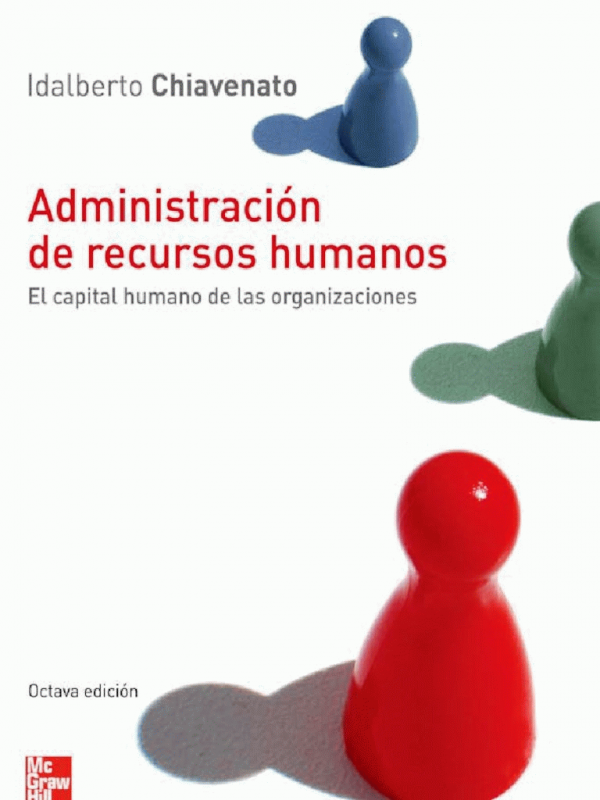 Idalberto Chiavenato
Administración
de recursos humanos
El capital humano de las organizaciones
Octava edición
Mc
Graw
Hill